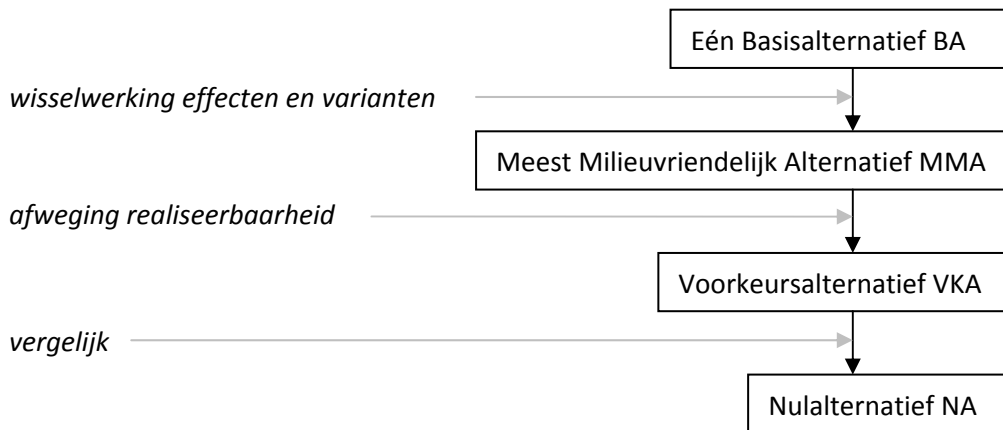 Eén Basisalternatief BA
wisselwerking effecten en varianten
Meest Milieuvriendelijk Alternatief MMA
afweging realiseerbaarheid
Voorkeursalternatief VKA
vergelijk
Nulalternatief NA